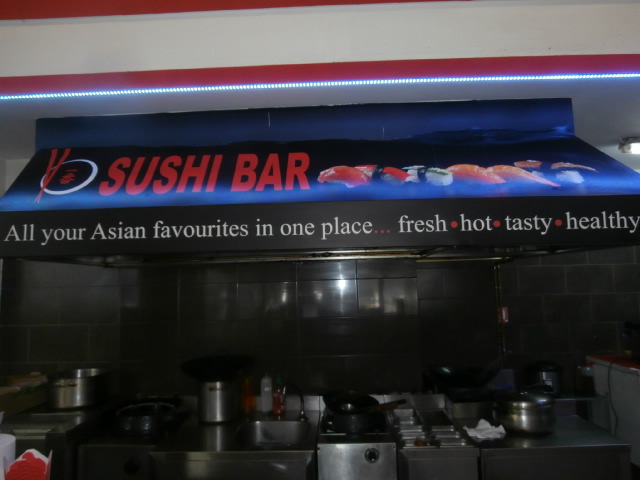 SUSHI BAR
All your Asian favourites in one place... fresh•hot•tasty•healthy